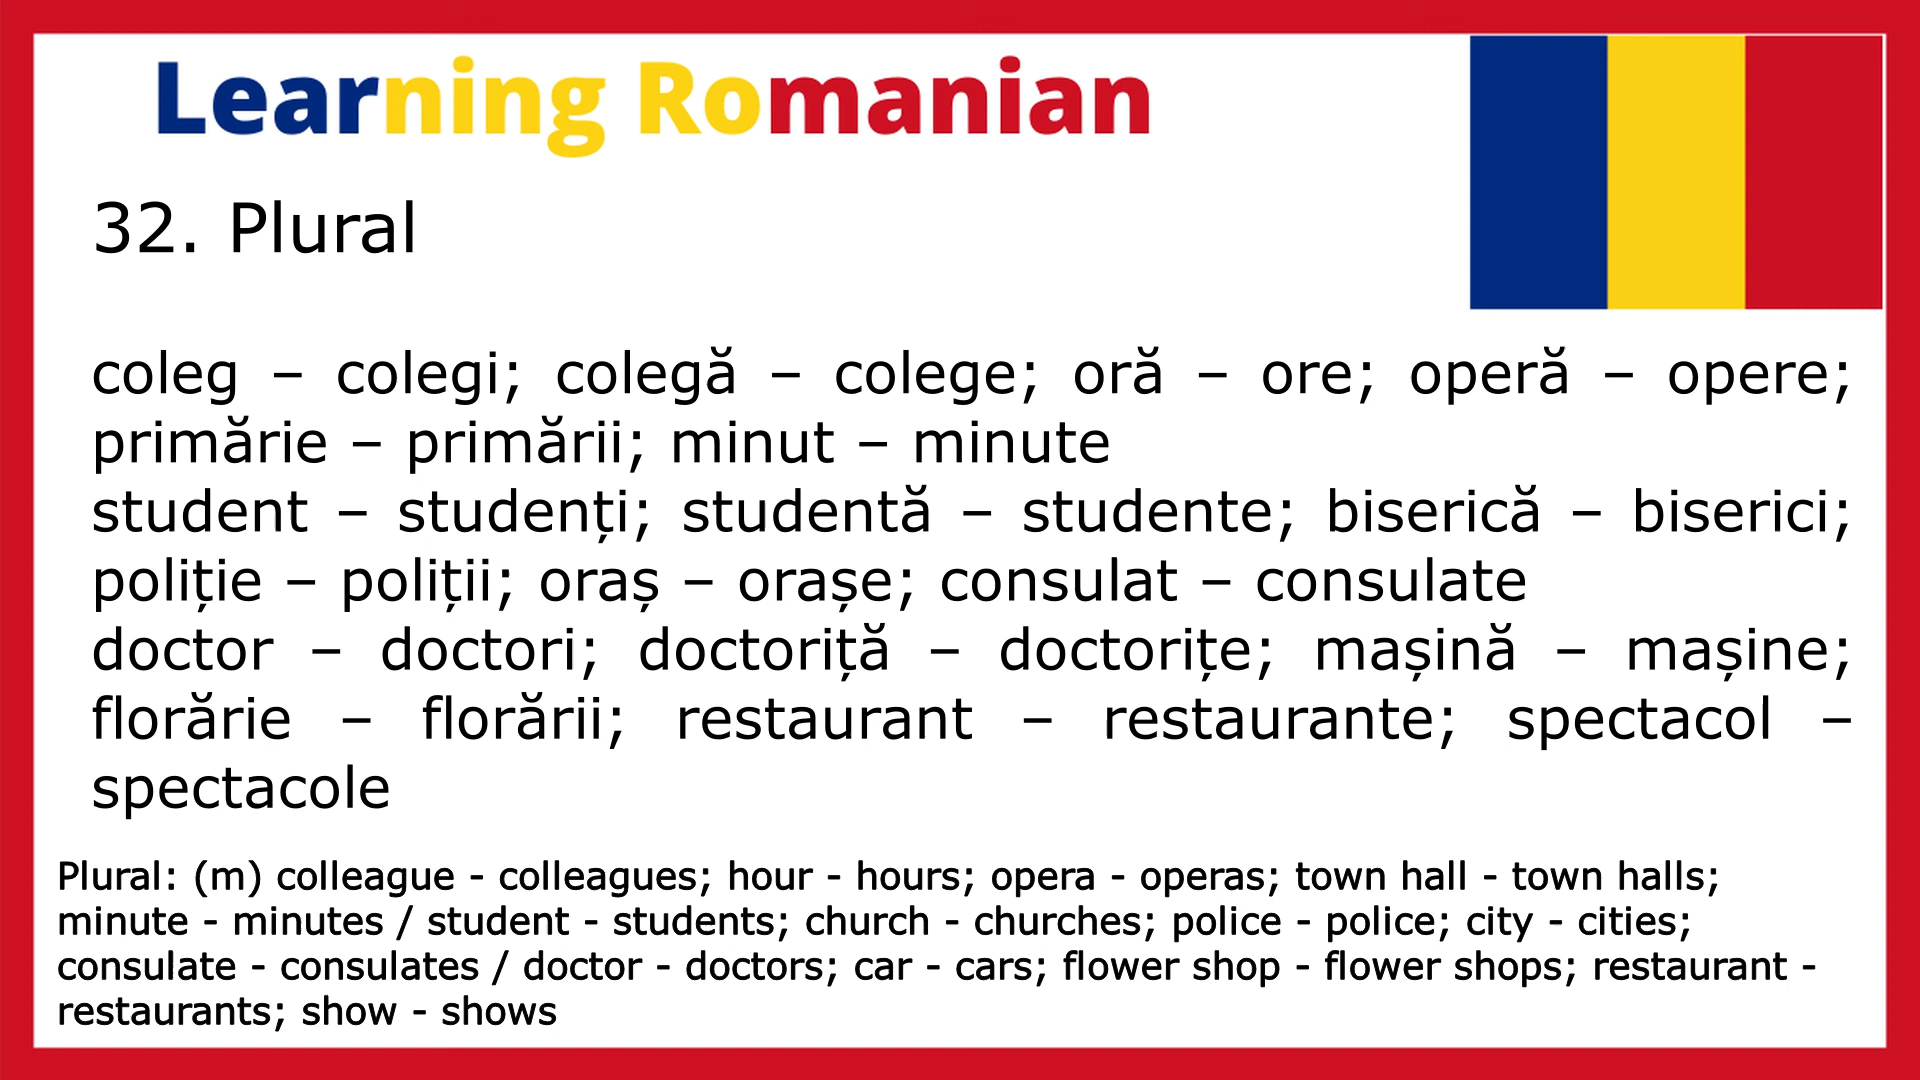 Learning Romanian
32. Plural
coleg – colegi; colegă – colege; oră – ore; operă – opere;
primărie – primării; minut – minute
student – studenți; studentă – studente; biserică – biserici;
poliție – poliții; oraș – orașe; consulat – consulate
doctor – doctori; doctoriță – doctorițe; mașină – mașine;
florărie – florării; restaurant – restaurante; spectacol –
spectacole
Plural: (m) colleague - colleagues; hour - hours; opera - operas; town hall - town halls;
minute - minutes / student - students; church - churches; police - police; city - cities;
consulate - consulates / doctor - doctors; car - cars; flower shop - flower shops; restaurant -
restaurants; show - shows